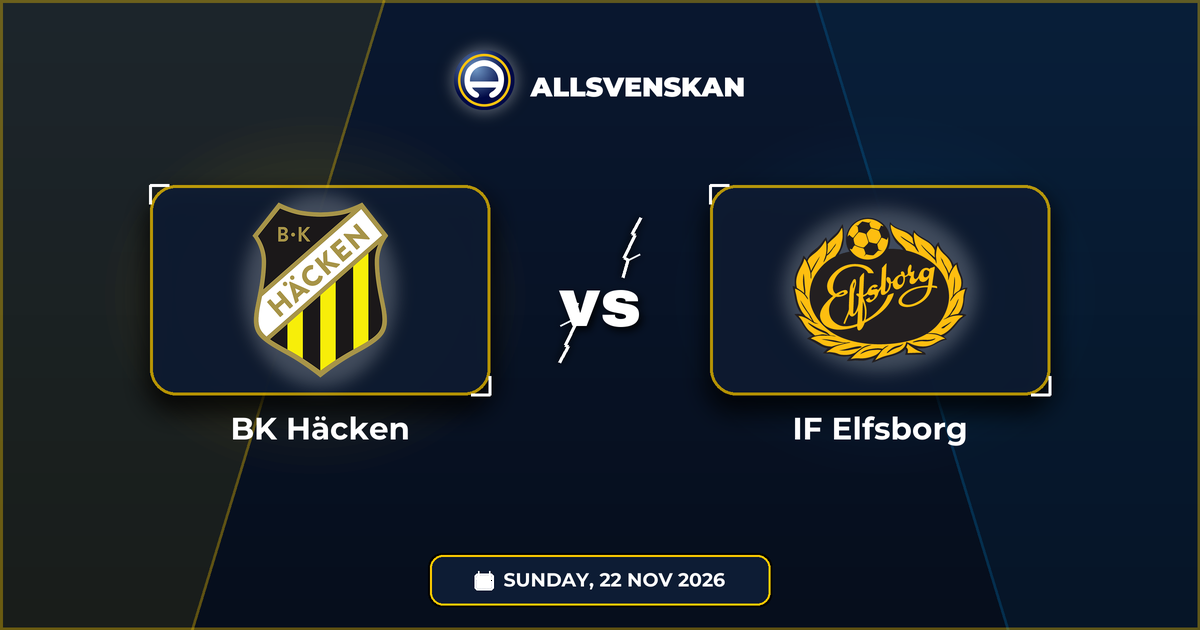 ALLSVENSKAN
B·K
HÄCKEN
Elfsborg
VS
BK Häcken
IF Elfsborg
SUNDAY, 22 NOV 2026